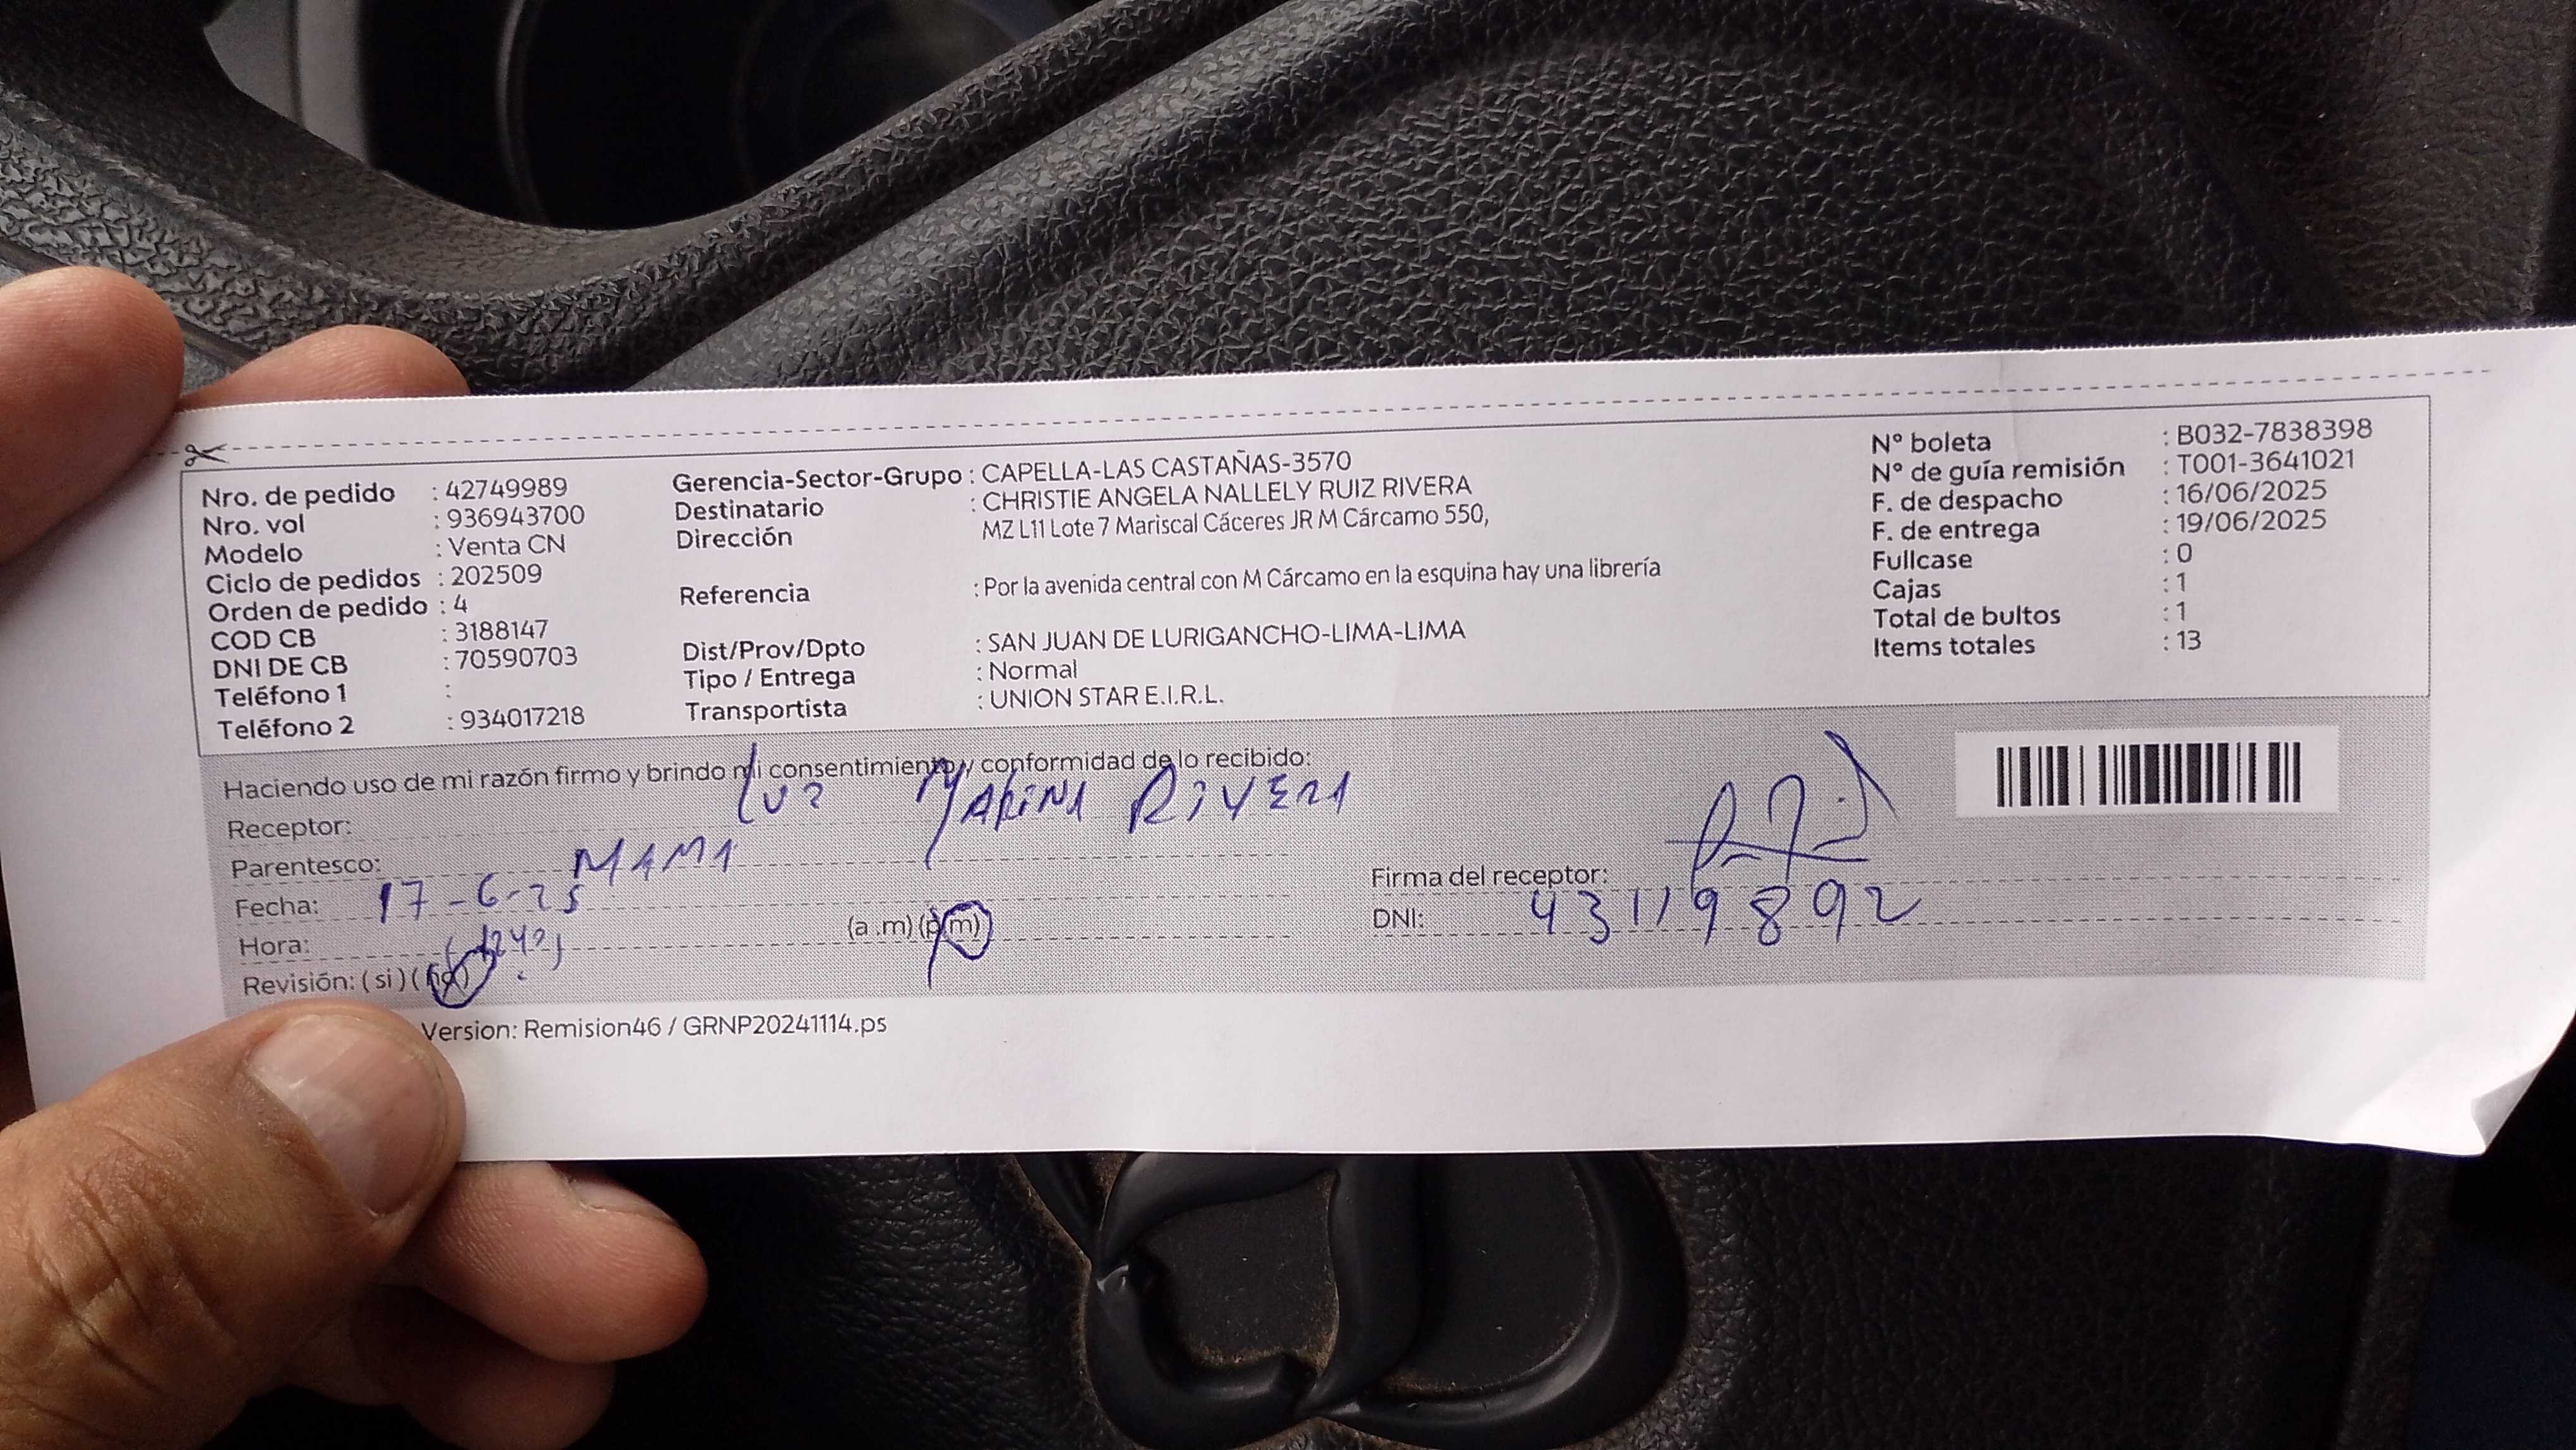 Nro. de pedido : 42749989
Nro. vol : 936943700
Modelo : Venta CN
Ciclo de pedidos : 202509
Orden de pedido : 4
COD CB : 3188147
DNI DE CB : 70590703
Teléfono 1 :
Teléfono 2 : 934017218
Gerencia-Sector-Grupo : CAPELLA-LAS CASTAÑAS-3570
Destinatario : CHRISTIE ANGELA NALLELY RUIZ RIVERA
Dirección MZ L11 Lote 7 Mariscal Cáceres JR M Cárcamo 550,
Referencia : Por la avenida central con M Cárcamo en la esquina hay una librería
Dist/Prov/Dpto : SAN JUAN DE LURIGANCHO-LIMA-LIMA
Tipo / Entrega : Normal
Transportista : UNION STAR E.I.R.L.
N° boleta : B032-7838398
N° de guía remisión : T001-3641021
F. de despacho : 16/06/2025
F. de entrega : 19/06/2025
Fullcase : 0
Cajas : 1
Total de bultos : 1
Items totales : 13
Haciendo uso de mi razón firmo y brindo mi consentimiento y conformidad de lo recibido:
Receptor: Luz MARINA RIVERA
Parentesco: MAMA
Fecha: 17-6-25
Hora: (a .m) (p.m)
Revisión: ( si ) ( no )
Firma del receptor:
DNI: 43119892
Version: Remision46 / GRNP20241114.ps